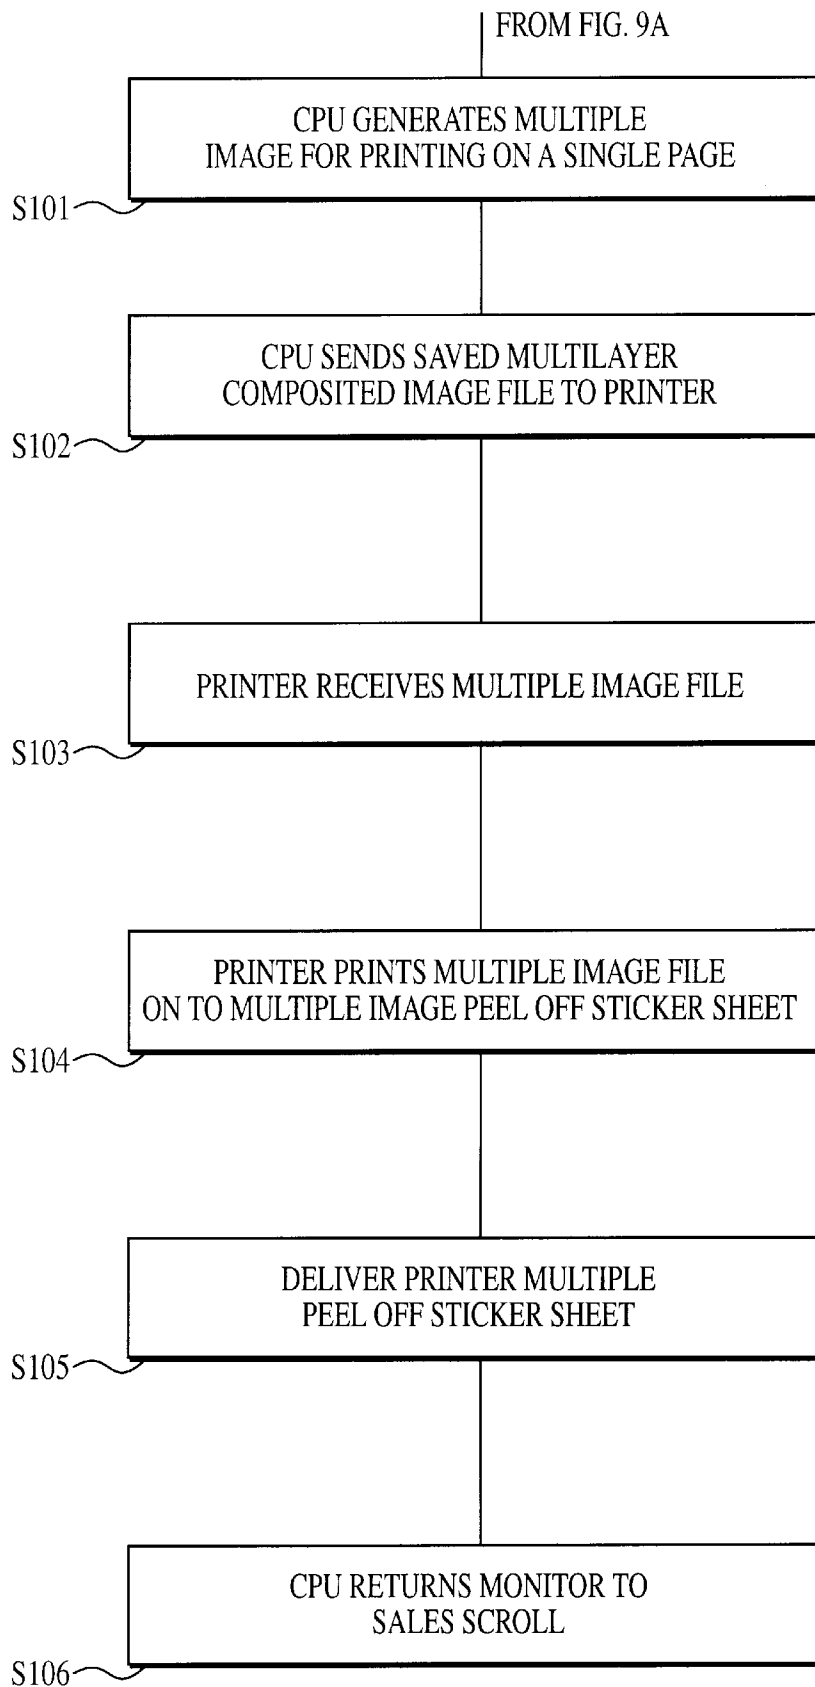 FROM FIG. 9A
CPU GENERATES MULTIPLE
IMAGE FOR PRINTING ON A SINGLE PAGE
S101
CPU SENDS SAVED MULTILAYER
COMPOSITED IMAGE FILE TO PRINTER
S102
PRINTER RECEIVES MULTIPLE IMAGE FILE
S103
PRINTER PRINTS MULTIPLE IMAGE FILE
ON TO MULTIPLE IMAGE PEEL OFF STICKER SHEET
S104
DELIVER PRINTER MULTIPLE
PEEL OFF STICKER SHEET
S105
CPU RETURNS MONITOR TO
SALES SCROLL
S106